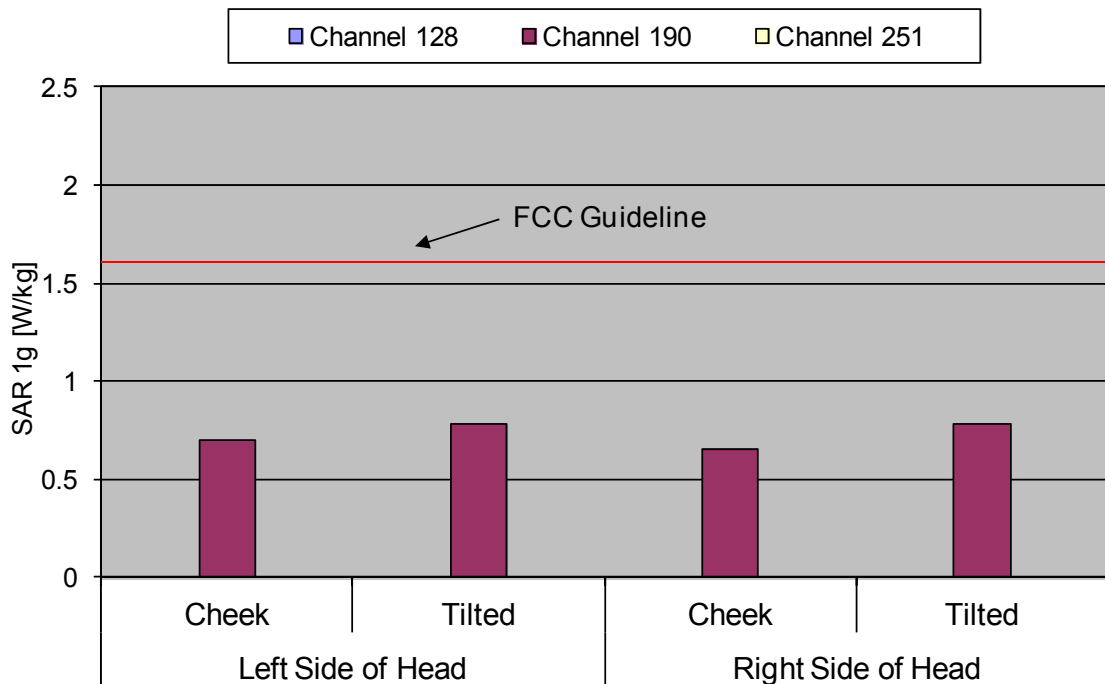 Channel 128 Channel 190 Channel 251
2.5
2
FCC Guideline
1.5
1
0.5
0
SAR 1g [W/kg]
Cheek Tilted Cheek Tilted
Left Side of Head Right Side of Head